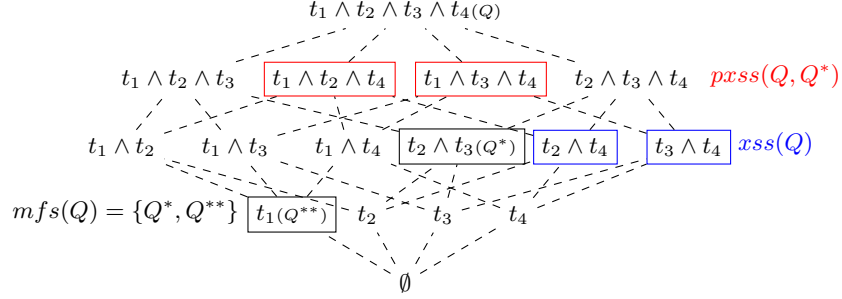 t₁ ∧ t₂ ∧ t₃ ∧ t₄(Q)
t₁ ∧ t₂ ∧ t₃ t₁ ∧ t₂ ∧ t₄ t₁ ∧ t₃ ∧ t₄ t₂ ∧ t₃ ∧ t₄ pxss(Q, Q*)
t₁ ∧ t₂ t₁ ∧ t₃ t₁ ∧ t₄ t₂ ∧ t₃(Q*) t₂ ∧ t₄ t₃ ∧ t₄ xss(Q)
mfs(Q) = {Q*, Q**} t₁(Q**) t₂ t₃ t₄
∅